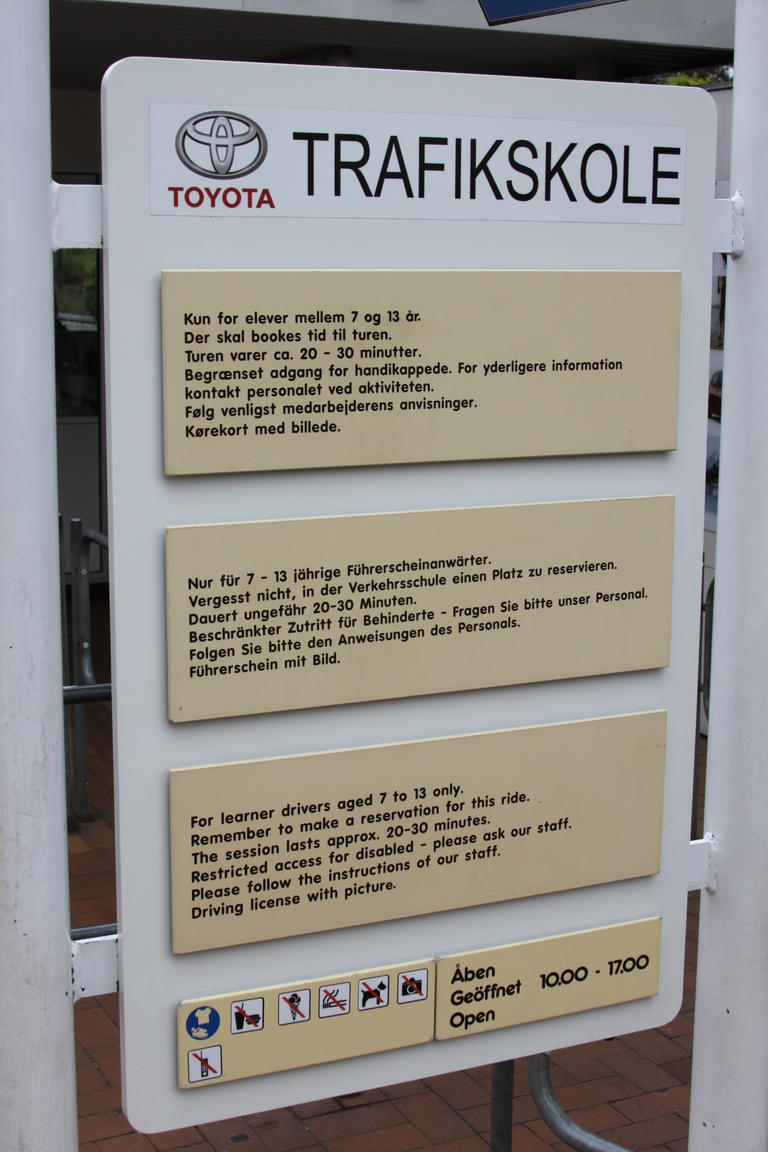 TOYOTA
TRAFIKSKOLE
Kun for elever mellem 7 og 13 år.
Der skal bookes tid til turen.
Turen varer ca. 20 - 30 minutter.
Begrænset adgang for handikappede. For yderligere information
kontakt personalet ved aktiviteten.
Følg venligst medarbejderens anvisninger.
Kørekort med billede.
Nur für 7 - 13 jährige Führerscheinanwärter.
Vergesst nicht, in der Verkehrsschule einen Platz zu reservieren.
Dauert ungefähr 20-30 Minuten.
Beschränkter Zutritt für Behinderte - Fragen Sie bitte unser Personal.
Folgen Sie bitte den Anweisungen des Personals.
Führerschein mit Bild.
For learner drivers aged 7 to 13 only.
Remember to make a reservation for this ride.
The session lasts approx. 20-30 minutes.
Restricted access for disabled - please ask our staff.
Please follow the instructions of our staff.
Driving license with picture.
Åben
Geöffnet 10.00 - 17.00
Open